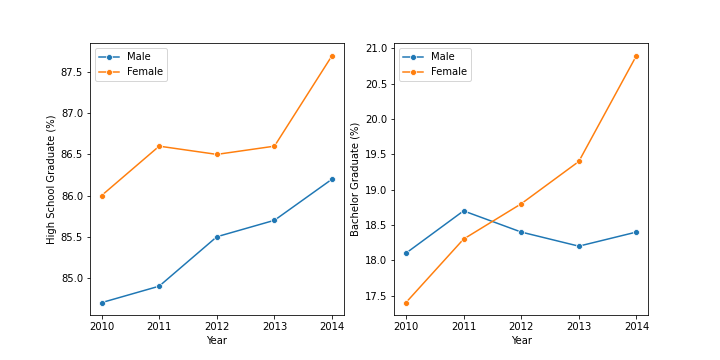 Male
Female
87.5
87.0
86.5
86.0
85.5
85.0
High School Graduate (%)
2010 2011 2012 2013 2014
Year
Male
Female
21.0
20.5
20.0
19.5
19.0
18.5
18.0
17.5
Bachelor Graduate (%)
2010 2011 2012 2013 2014
Year